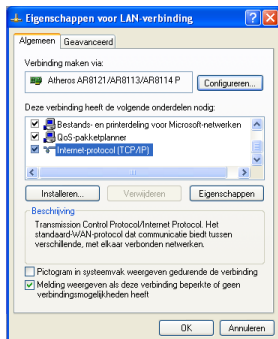 Eigenschappen voor LAN-verbinding
Algemeen Geavanceerd
Verbinding maken via:
Atheros AR8121/AR8113/AR8114 P
Configureren...
Deze verbinding heeft de volgende onderdelen nodig:
Bestands- en printerdeling voor Microsoft-netwerken
QoS-pakketplanner
Internet-protocol (TCP/IP)
Installeren... Verwijderen Eigenschappen
Beschrijving
Transmission Control Protocol/Internet Protocol. Het
standaard-WAN-protocol dat communicatie biedt tussen
verschillende, met elkaar verbonden netwerken.
Pictogram in systeemvak weergeven gedurende de verbinding
Melding weergeven als deze verbinding beperkte of geen
verbindingsmogelijkheden heeft
OK Annuleren